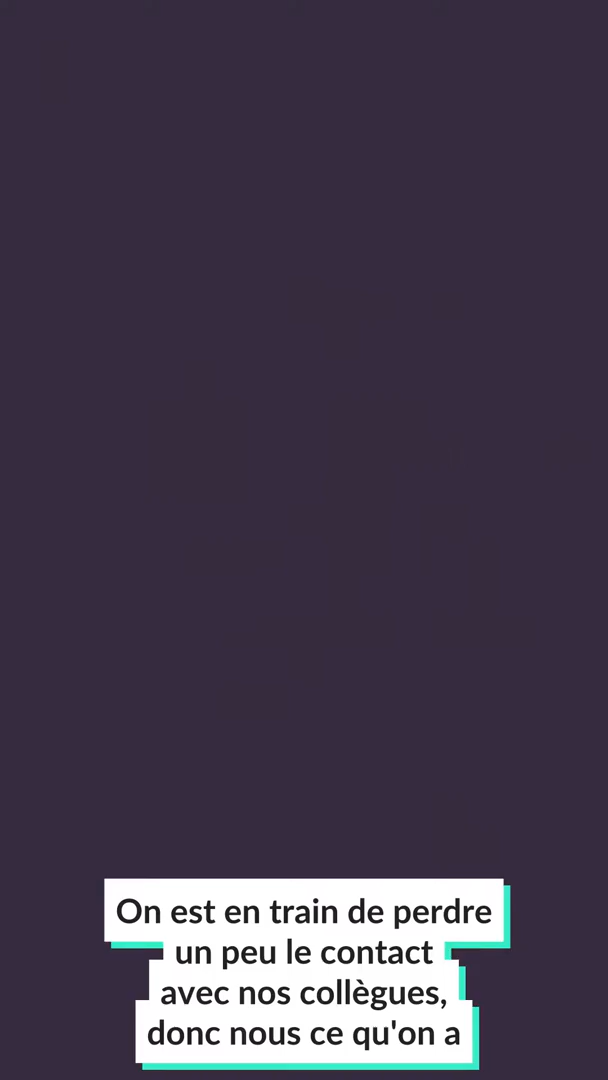 On est en train de perdre
un peu le contact
avec nos collègues,
donc nous ce qu'on a